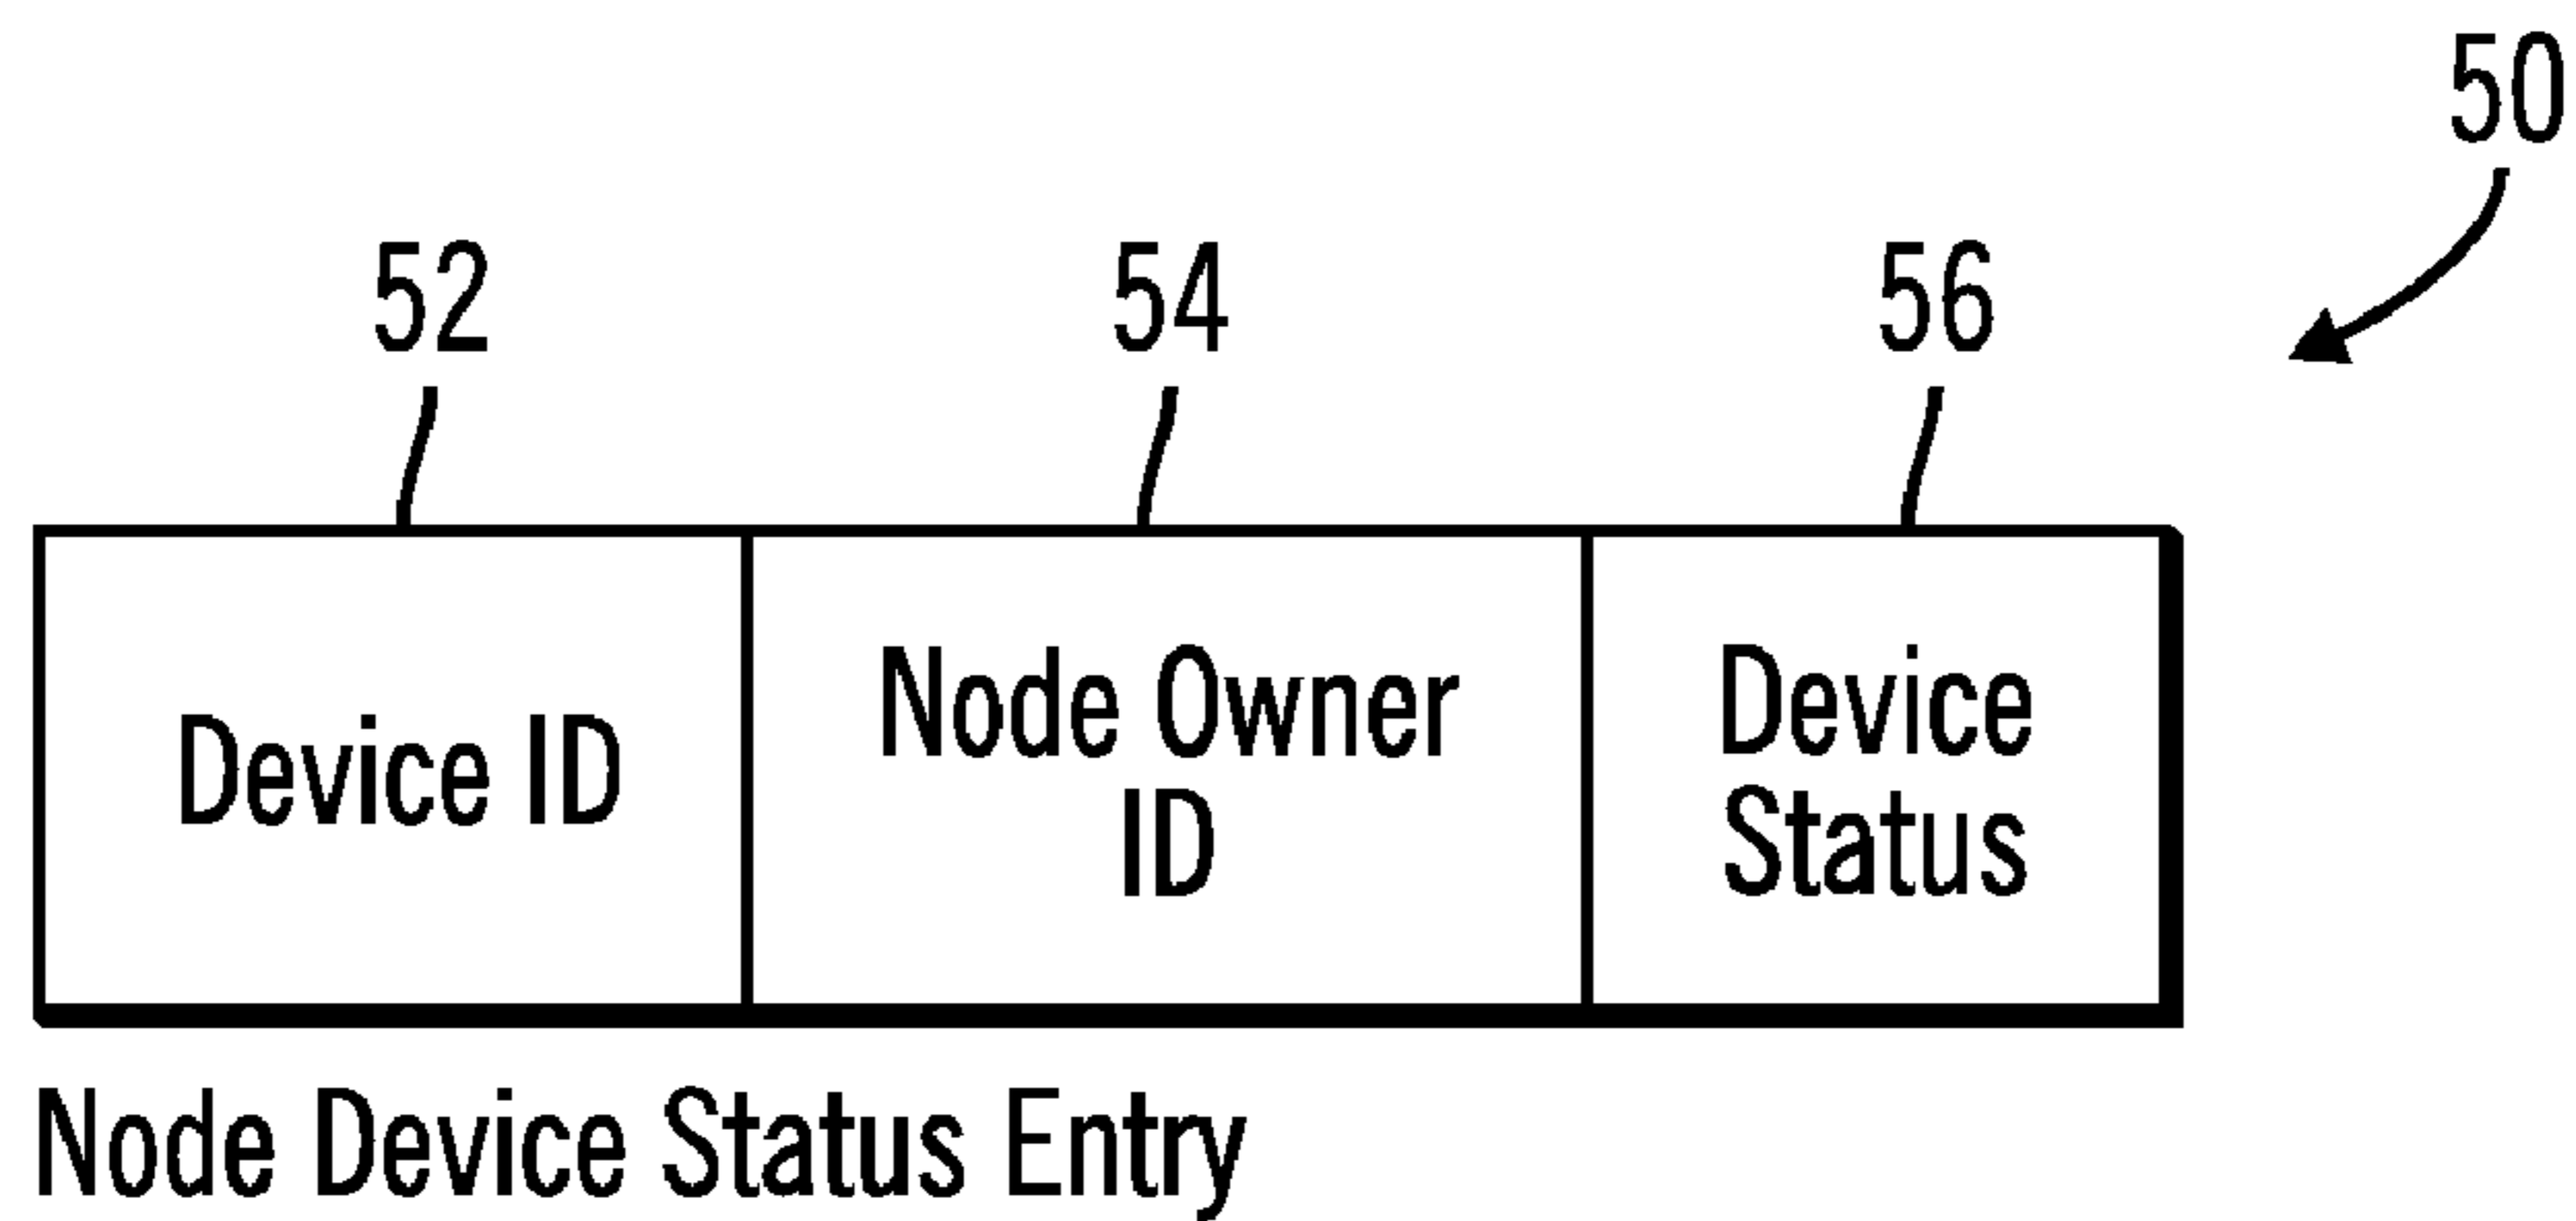 50
52
54
56
Device ID
Node Owner
ID
Device
Status
Node Device Status Entry